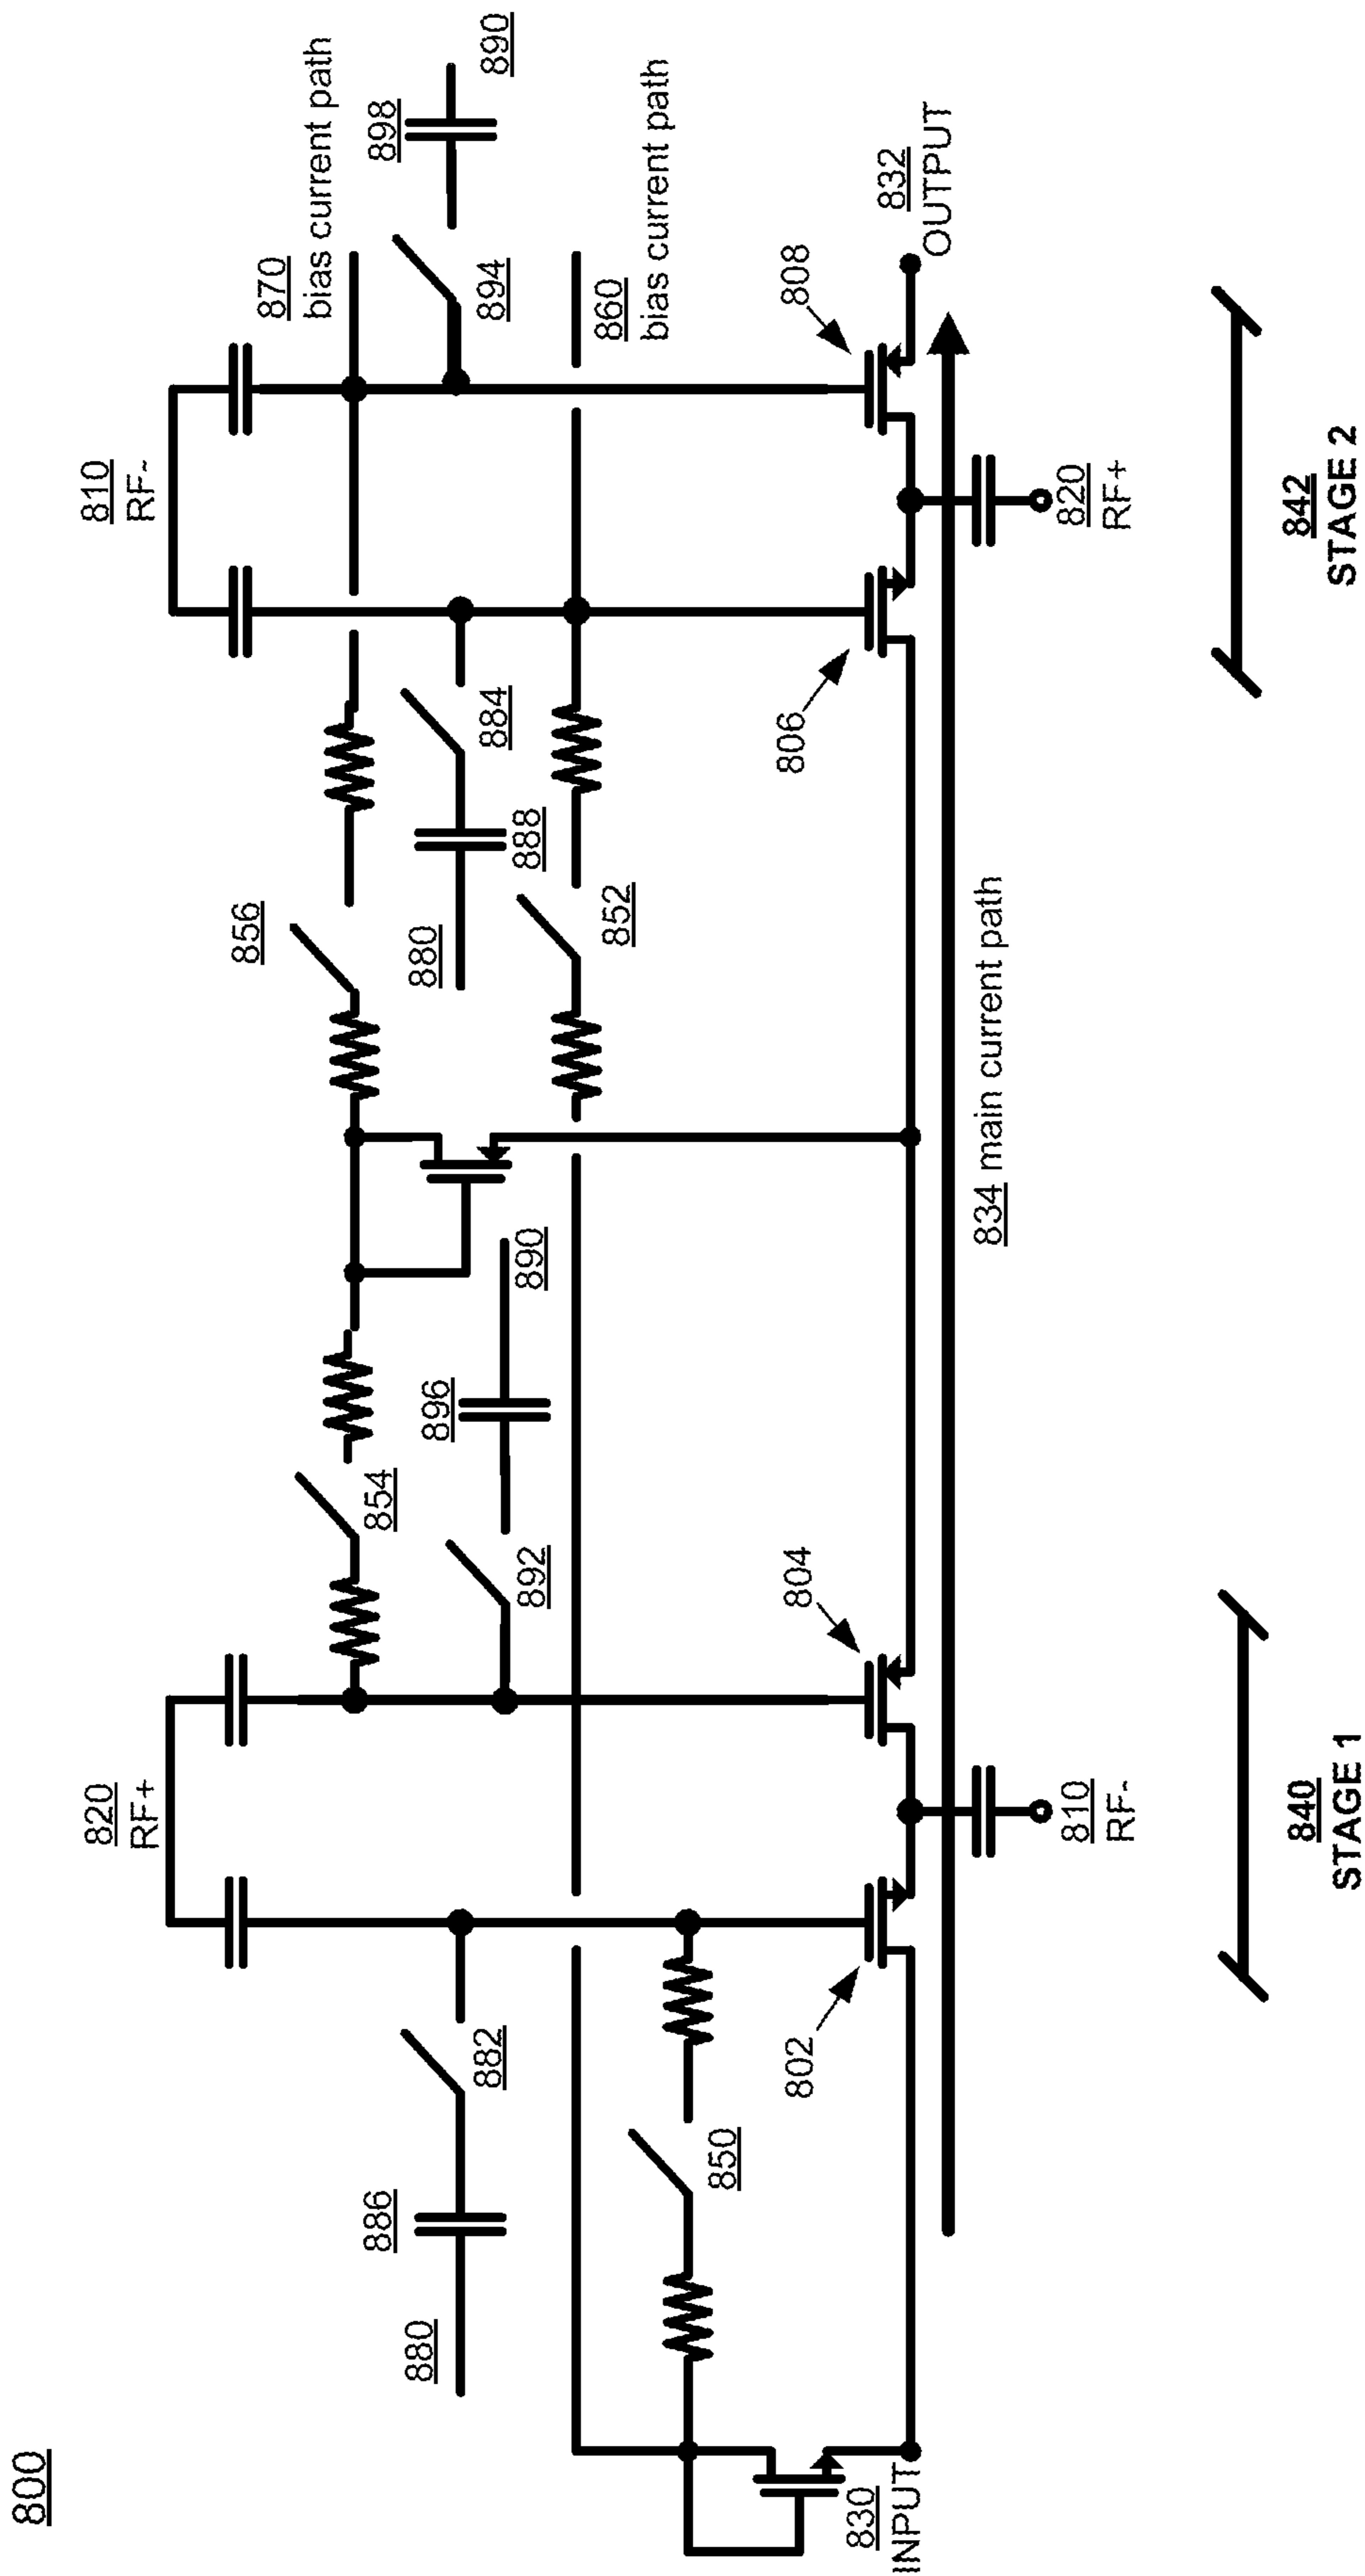 800
820
RF+
810
RF-
870
bias current path
856
854
898
890
886
880
882
896
892
890
880
888
884
894
850
852
860
bias current path
802
804
806
808
830
INPUT
832
OUTPUT
834 main current path
810
RF-
820
RF+
840
STAGE 1
842
STAGE 2